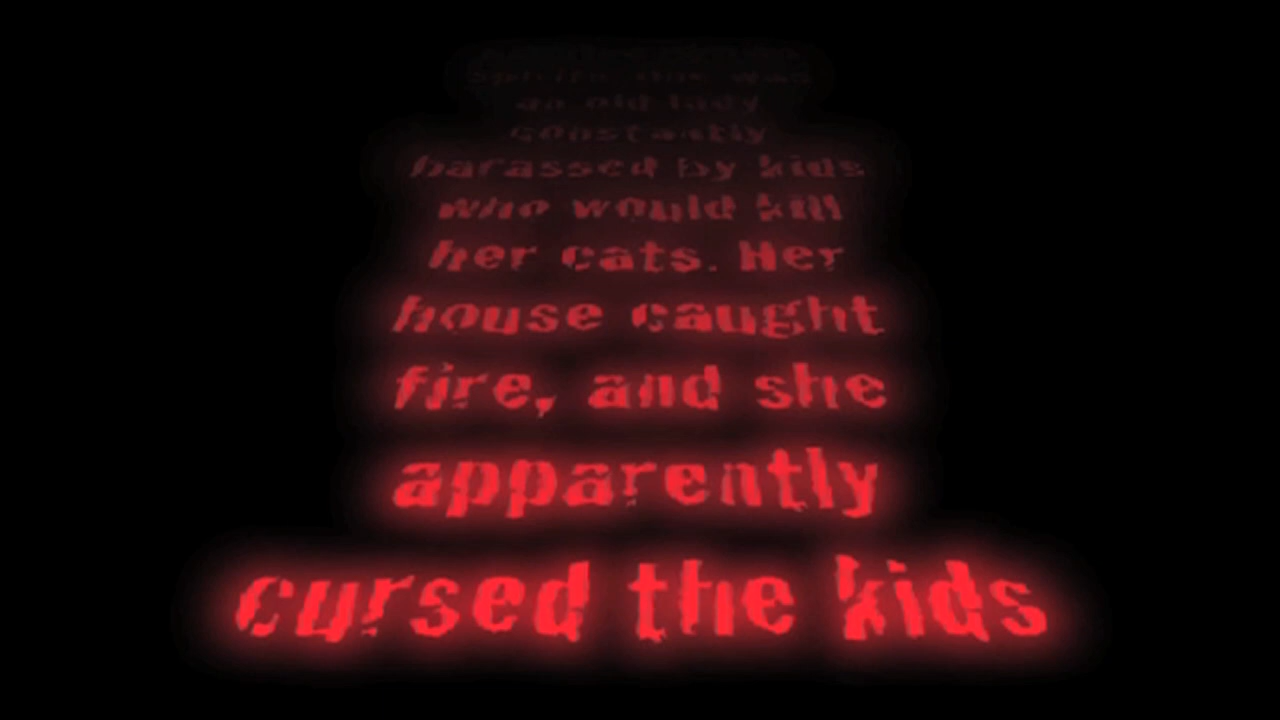 an old lady
constantly
harassed by kids
who would kill
her cats. Her
house caught
fire, and she
apparently
cursed the kids